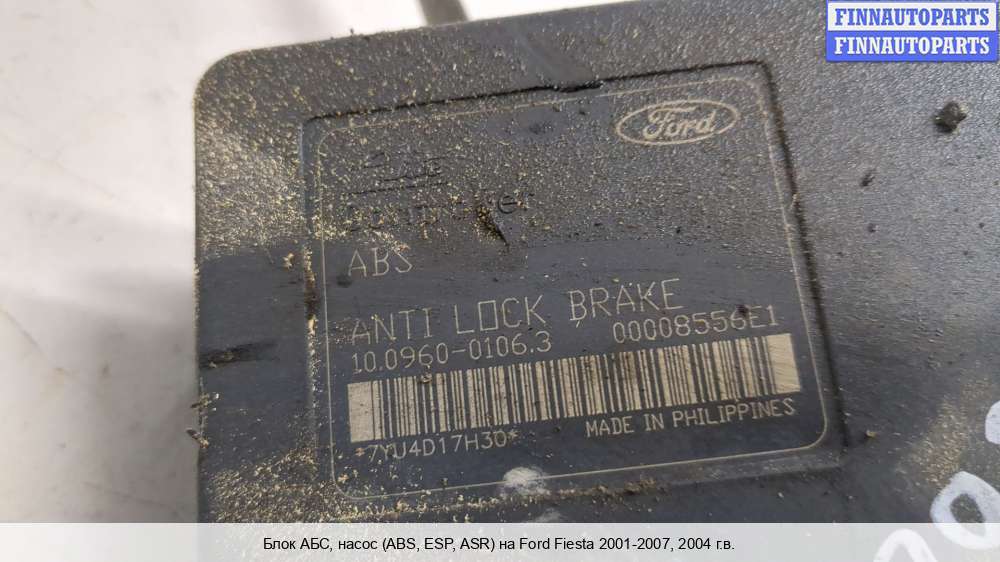 FINNAUTOPARTS
FINNAUTOPARTS
Ford
ABS
ANTI LOCK BRAKE
10.0960-0106.3 00008556E1
*7YU4D17H30*
MADE IN PHILIPPINES
Блок АБС, насос (ABS, ESP, ASR) на Ford Fiesta 2001-2007, 2004 г.в.